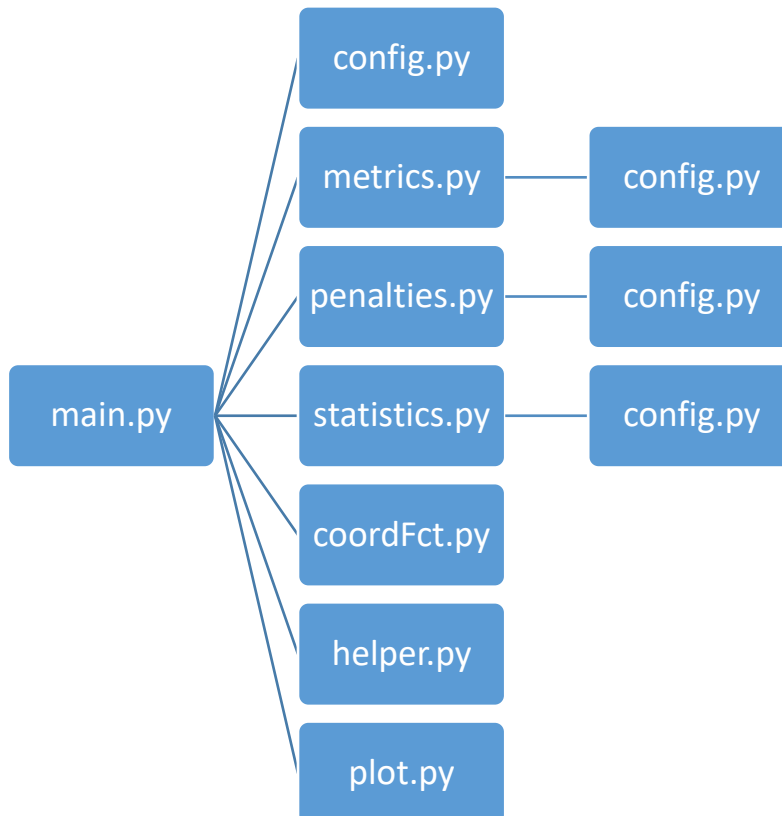 config.py
metrics.py
config.py
penalties.py
config.py
main.py
statistics.py
config.py
coordFct.py
helper.py
plot.py